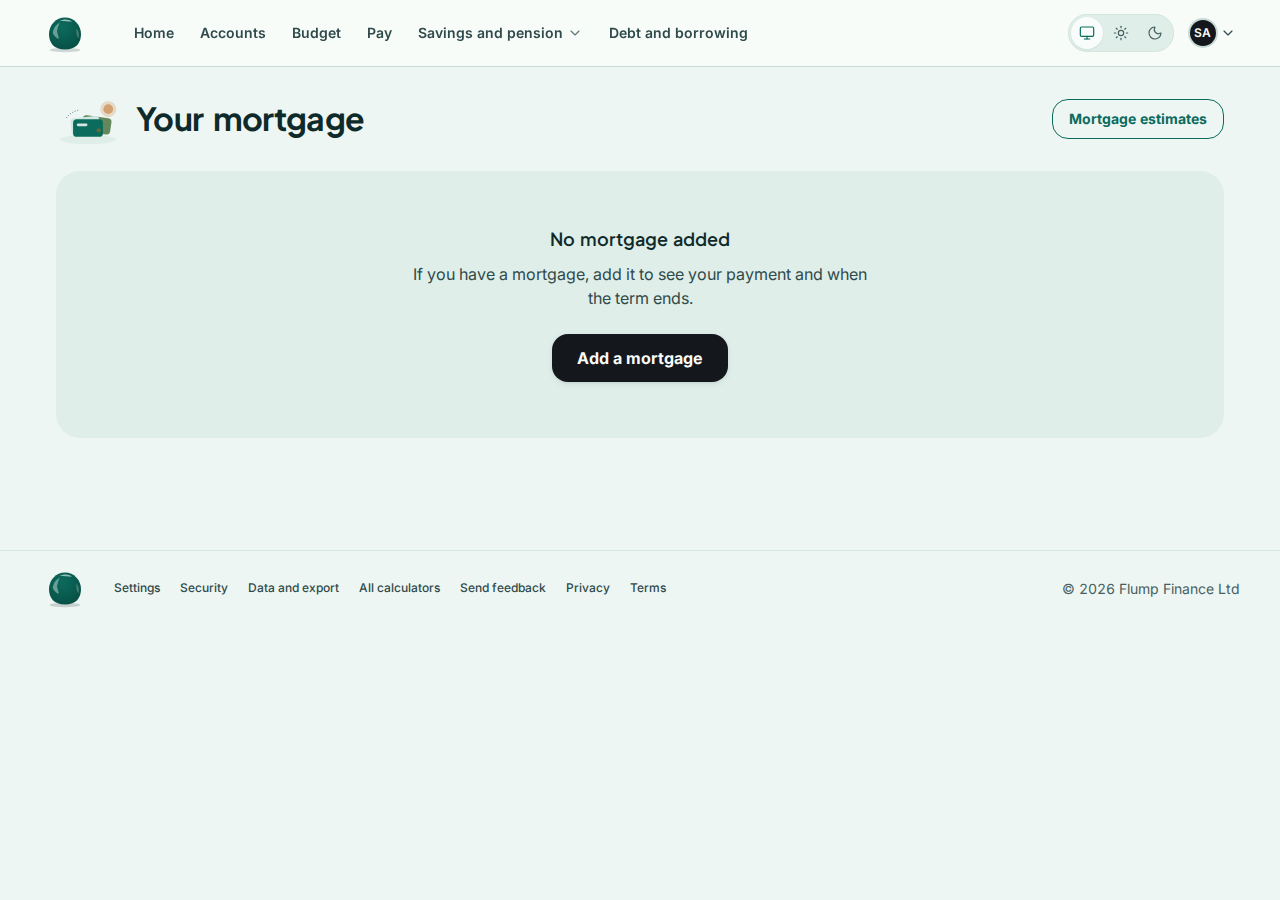 Home Accounts Budget Pay Savings and pension Debt and borrowing SA
Your mortgage
Mortgage estimates
No mortgage added
If you have a mortgage, add it to see your payment and when
the term ends.
Add a mortgage
Settings Security Data and export All calculators Send feedback Privacy Terms © 2026 Flump Finance Ltd